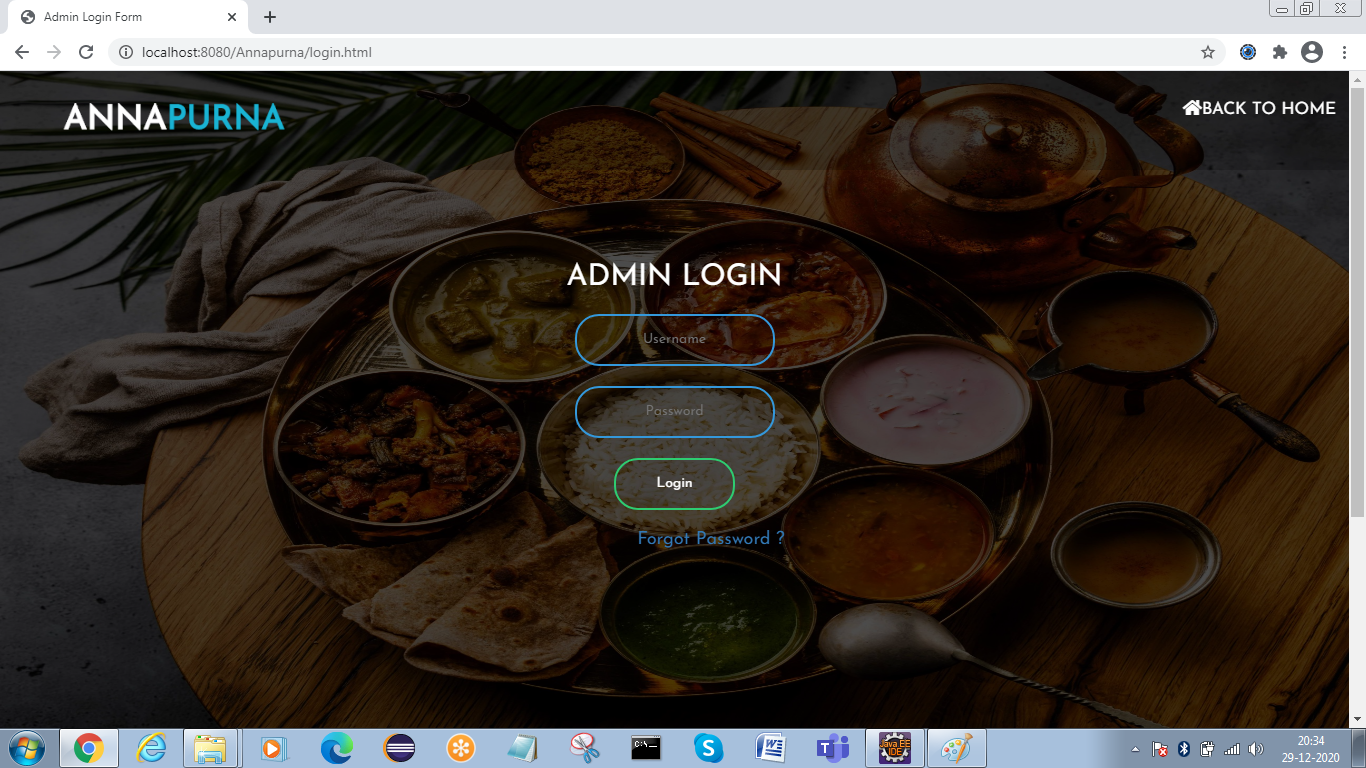 Admin Login Form
localhost:8080/Annapurna/login.html
ANNAPURNA
BACK TO HOME
ADMIN LOGIN
Username
Password
Login
Forgot Password ?
C:\_
Java EE
IDE
20:34
29-12-2020